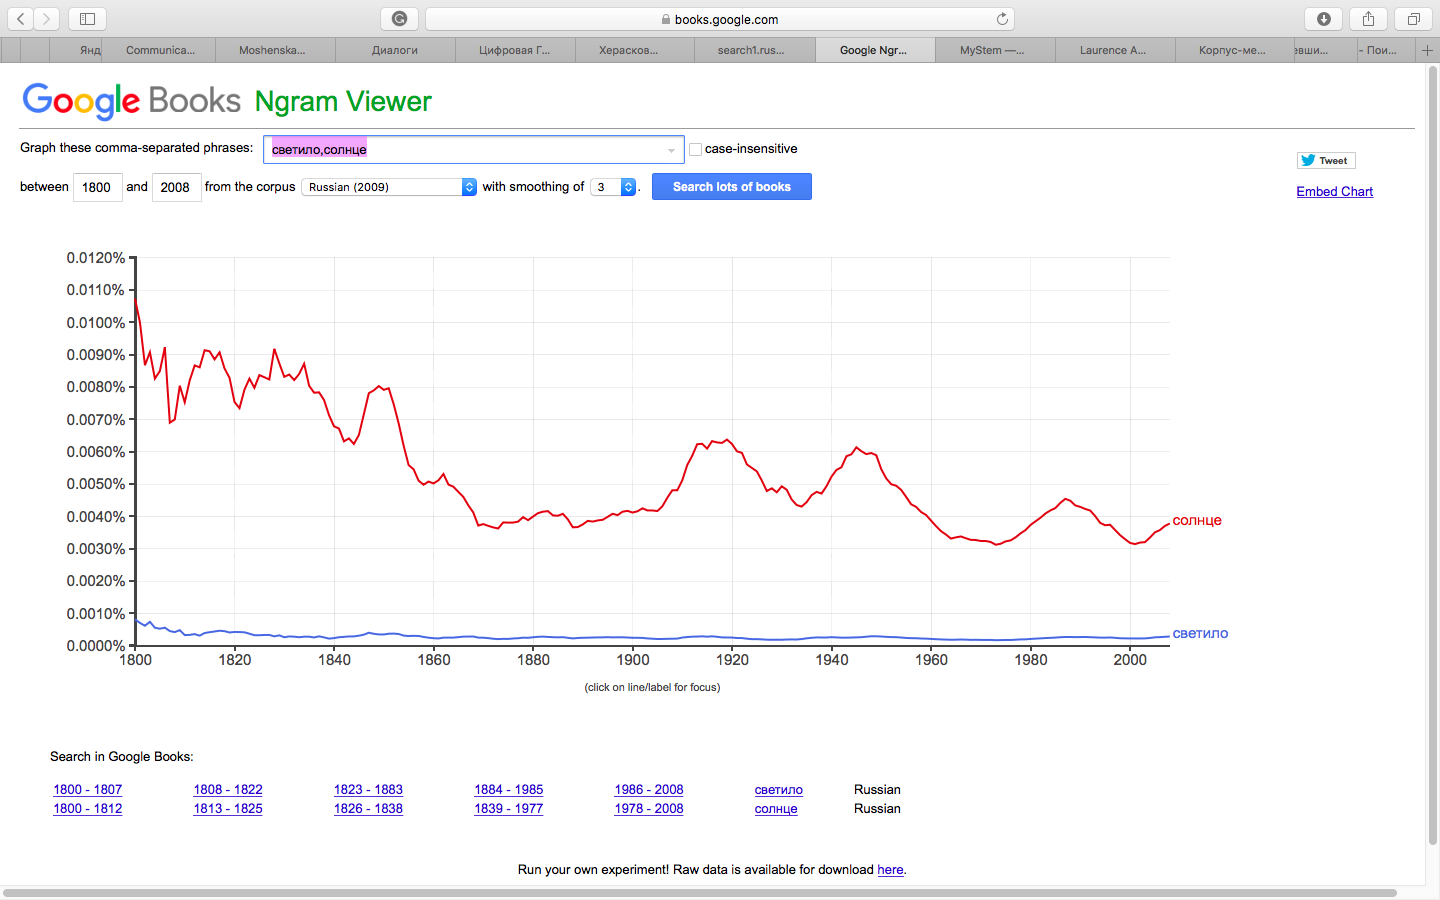 books.google.com
Янд Communica... Moshenska... Диалоги Цифровая Г... Херасков... search1.rus... Google Ngr... MyStem —... Laurence A... Корпус-ме... евши... - Пои...
Google Books Ngram Viewer
Graph these comma-separated phrases: светило,солнце case-insensitive
Tweet
between 1800 and 2008 from the corpus Russian (2009) with smoothing of 3 . Search lots of books
Embed Chart
0.0120%
0.0110%
0.0100%
0.0090%
0.0080%
0.0070%
0.0060%
0.0050%
0.0040%
солнце
0.0030%
0.0020%
0.0010%
светило
0.0000%
1800 1820 1840 1860 1880 1900 1920 1940 1960 1980 2000
(click on line/label for focus)
Search in Google Books:
1800 - 1807 1808 - 1822 1823 - 1883 1884 - 1985 1986 - 2008 светило Russian
1800 - 1812 1813 - 1825 1826 - 1838 1839 - 1977 1978 - 2008 солнце Russian
Run your own experiment! Raw data is available for download here.